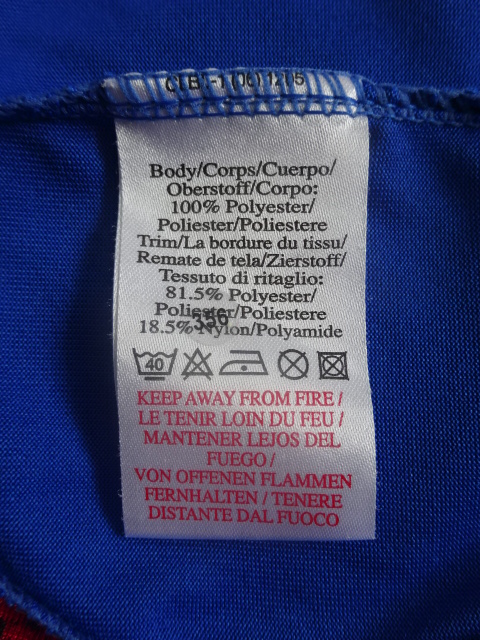 Body/Corps/Cuerpo/
Oberstoff/Corpo:
100% Polyester/
Poliester/Poliestere
Trim/La bordure du tissu/
Remate de tela/Zierstoff/
Tessuto di ritaglio:
81.5% Polyester/
Poliester/Poliestere
556
18.5% Nylon/Polyamide
40
KEEP AWAY FROM FIRE /
LE TENIR LOIN DU FEU /
MANTENER LEJOS DEL
FUEGO /
VON OFFENEN FLAMMEN
FERNHALTEN / TENERE
DISTANTE DAL FUOCO